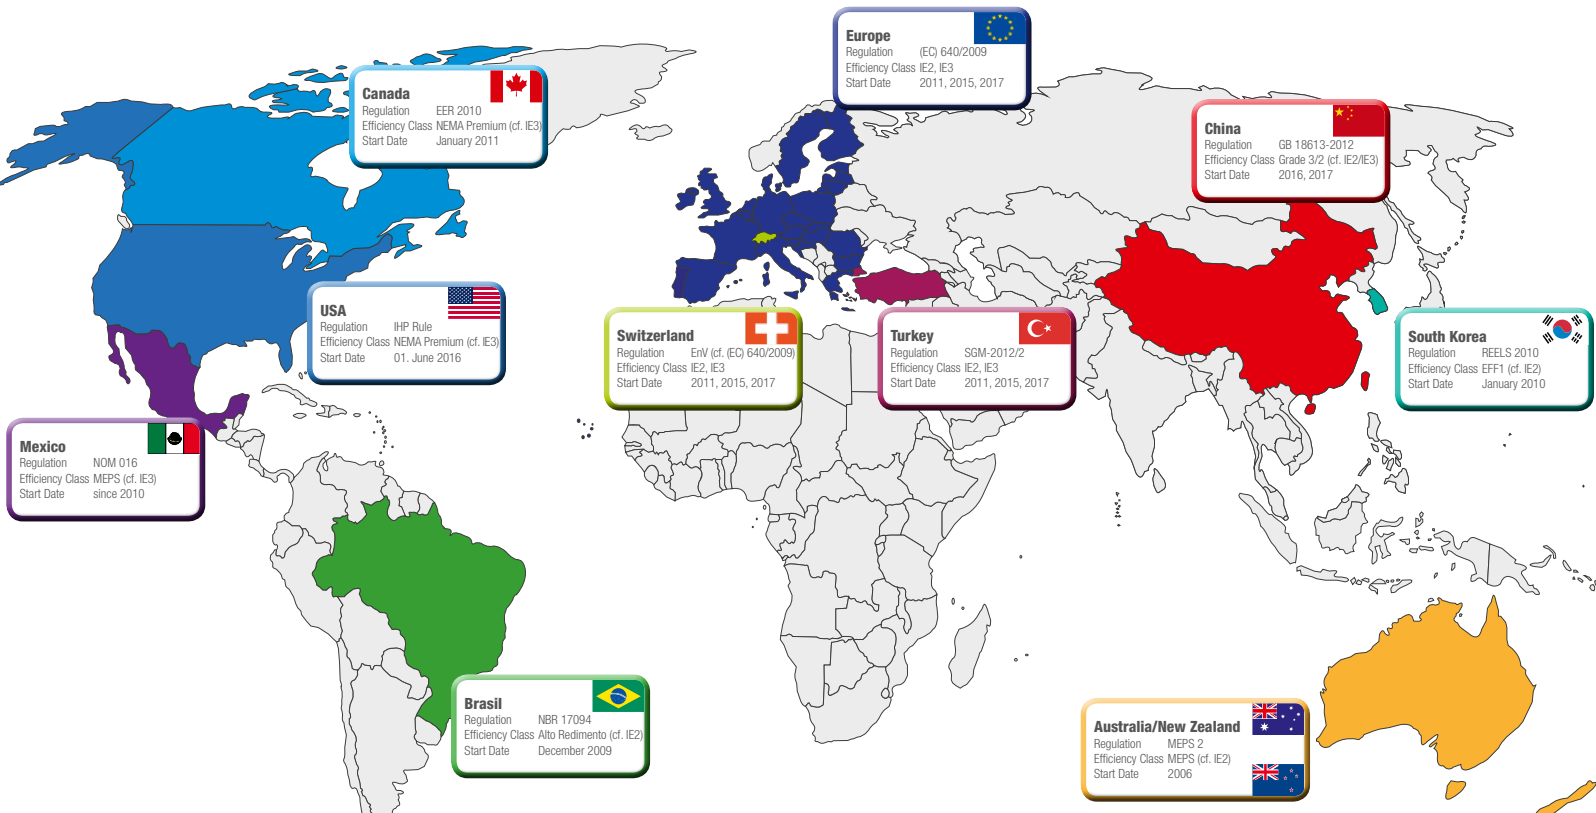 Europe
Regulation (EC) 640/2009
Efficiency Class IE2, IE3
Start Date 2011, 2015, 2017
Canada
Regulation EER 2010
Efficiency Class NEMA Premium (cf. IE3)
Start Date January 2011
China
Regulation GB 18613-2012
Efficiency Class Grade 3/2 (cf. IE2/IE3)
Start Date 2016, 2017
USA
Regulation IHP Rule
Efficiency Class NEMA Premium (cf. IE3)
Start Date 01. June 2016
Switzerland
Regulation EnV (cf. (EC) 640/2009)
Efficiency Class IE2, IE3
Start Date 2011, 2015, 2017
Turkey
Regulation SGM-2012/2
Efficiency Class IE2, IE3
Start Date 2011, 2015, 2017
South Korea
Regulation REELS 2010
Efficiency Class EFF1 (cf. IE2)
Start Date January 2010
Mexico
Regulation NOM 016
Efficiency Class MEPS (cf. IE3)
Start Date since 2010
Brasil
Regulation NBR 17094
Efficiency Class Alto Redimento (cf. IE2)
Start Date December 2009
Australia/New Zealand
Regulation MEPS 2
Efficiency Class MEPS (cf. IE2)
Start Date 2006